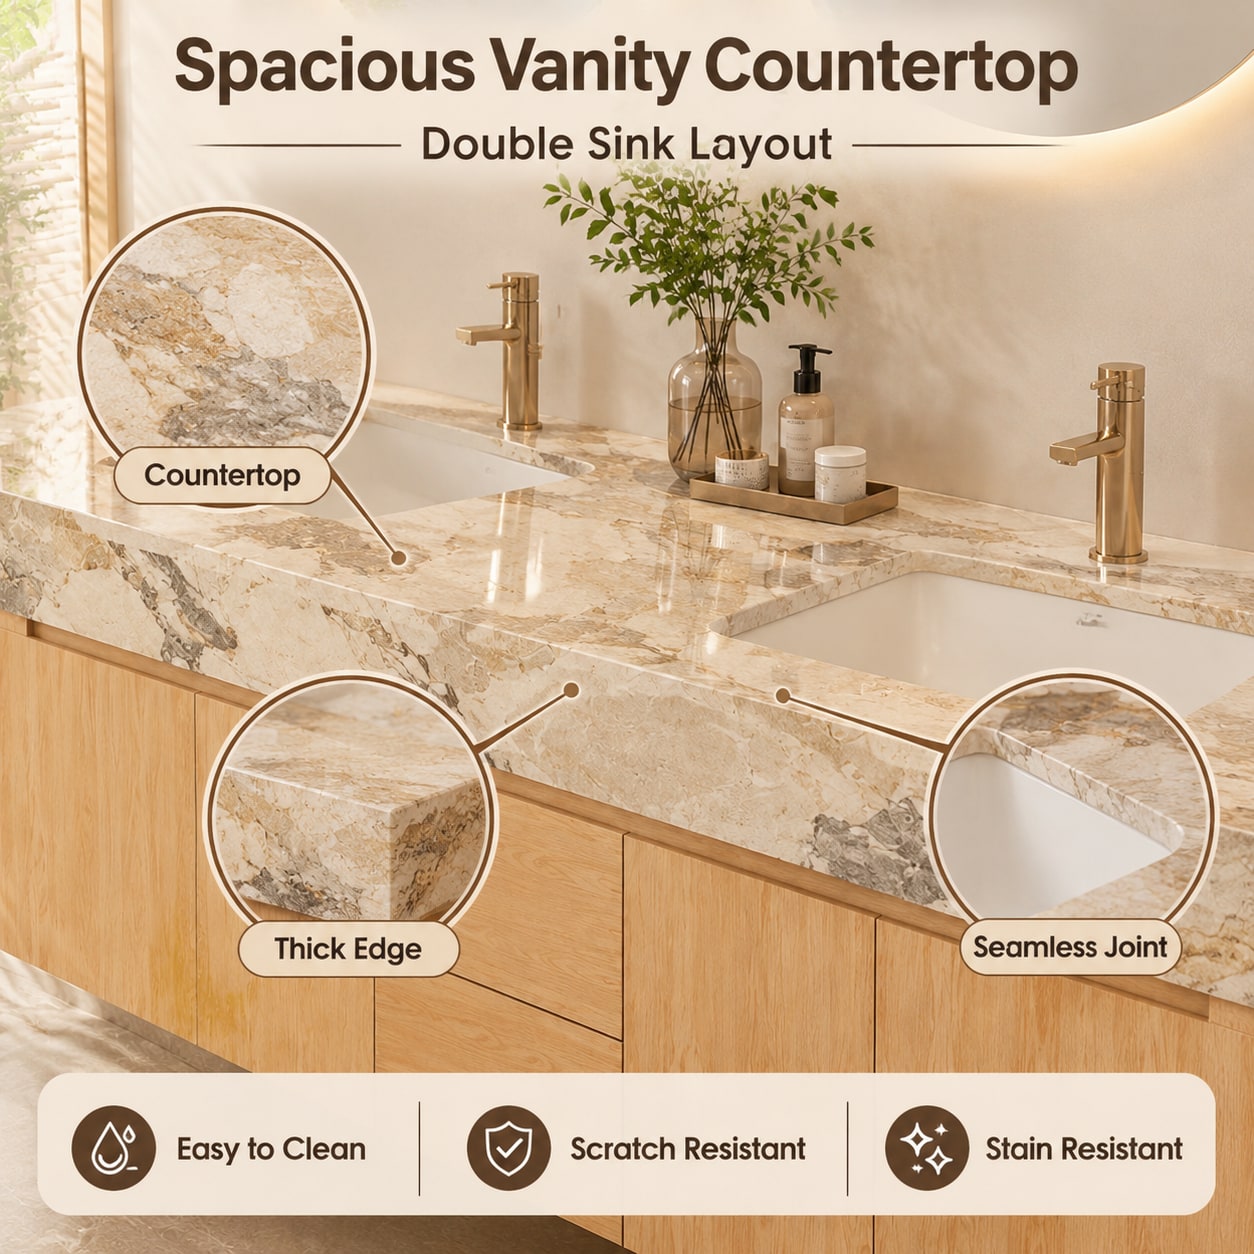 Spacious Vanity Countertop
Double Sink Layout
Countertop
Thick Edge
Seamless Joint
Easy to Clean
Scratch Resistant
Stain Resistant